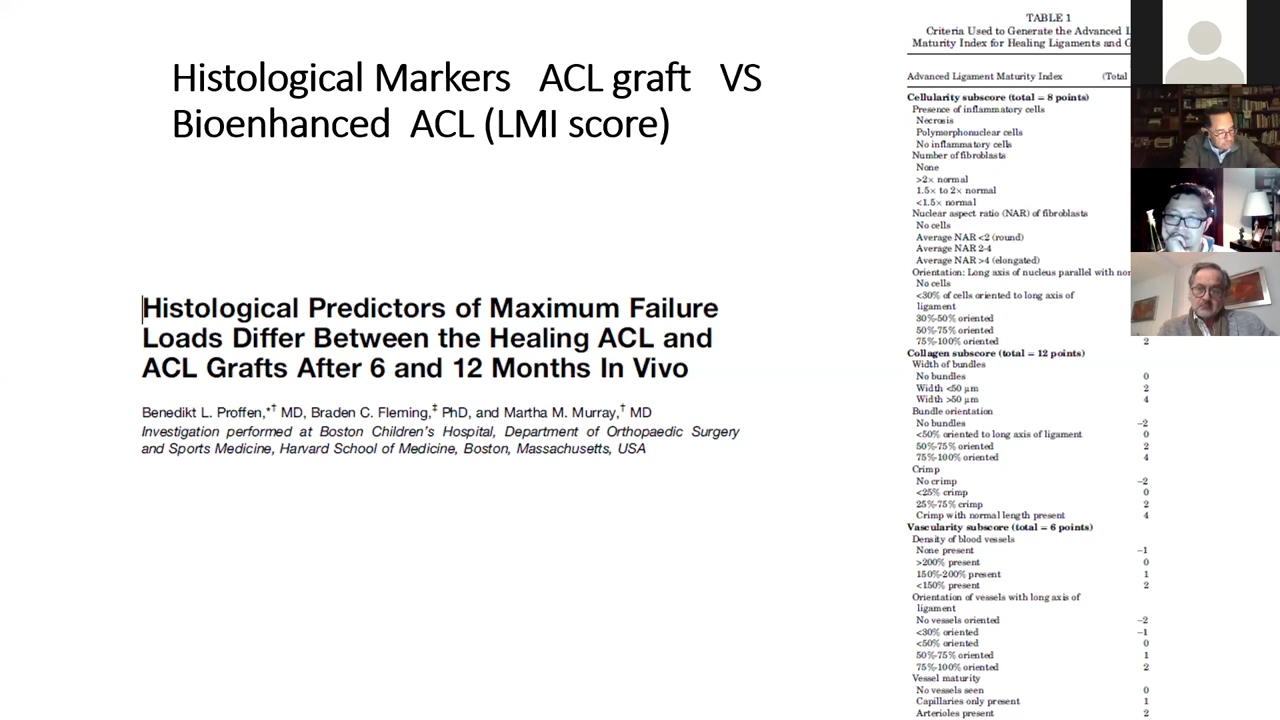 Histological Markers ACL graft VS
Bioenhanced ACL (LMI score)
Histological Predictors of Maximum Failure
Loads Differ Between the Healing ACL and
ACL Grafts After 6 and 12 Months In Vivo
Benedikt L. Proffen,*† MD, Braden C. Fleming,‡ PhD, and Martha M. Murray,† MD
Investigation performed at Boston Children's Hospital, Department of Orthopaedic Surgery
and Sports Medicine, Harvard School of Medicine, Boston, Massachusetts, USA
TABLE 1
Criteria Used to Generate the Advanced
Maturity Index for Healing Ligaments and
Advanced Ligament Maturity Index (Total
Cellularity subscore (total = 8 points)
Presence of inflammatory cells
Necrosis
Polymorphonuclear cells
No inflammatory cells
Number of fibroblasts
None
>2× normal
1.5× to 2× normal
<1.5× normal
Nuclear aspect ratio (NAR) of fibroblasts
No cells
Average NAR <2 (round)
Average NAR 2-4
Average NAR >4 (elongated)
Orientation: Long axis of nucleus parallel with
No cells
<30% of cells oriented to long axis of
ligament
30%-50% oriented
50%-75% oriented
75%-100% oriented 2
Collagen subscore (total = 12 points)
Width of bundles
No bundles 0
Width <50 μm 2
Width >50 μm 4
Bundle orientation
No bundles –2
<50% oriented to long axis of ligament 0
50%-75% oriented 2
75%-100% oriented 4
Crimp
No crimp –2
<25% crimp 0
25%-75% crimp 2
Crimp with normal length present 4
Vascularity subscore (total = 6 points)
Density of blood vessels
None present –1
>200% present 0
150%-200% present 1
<150% present 2
Orientation of vessels with long axis of
ligament
No vessels oriented –2
<30% oriented –1
<50% oriented 0
50%-75% oriented 1
75%-100% oriented 2
Vessel maturity
No vessels seen 0
Capillaries only present 1
Arterioles present 2